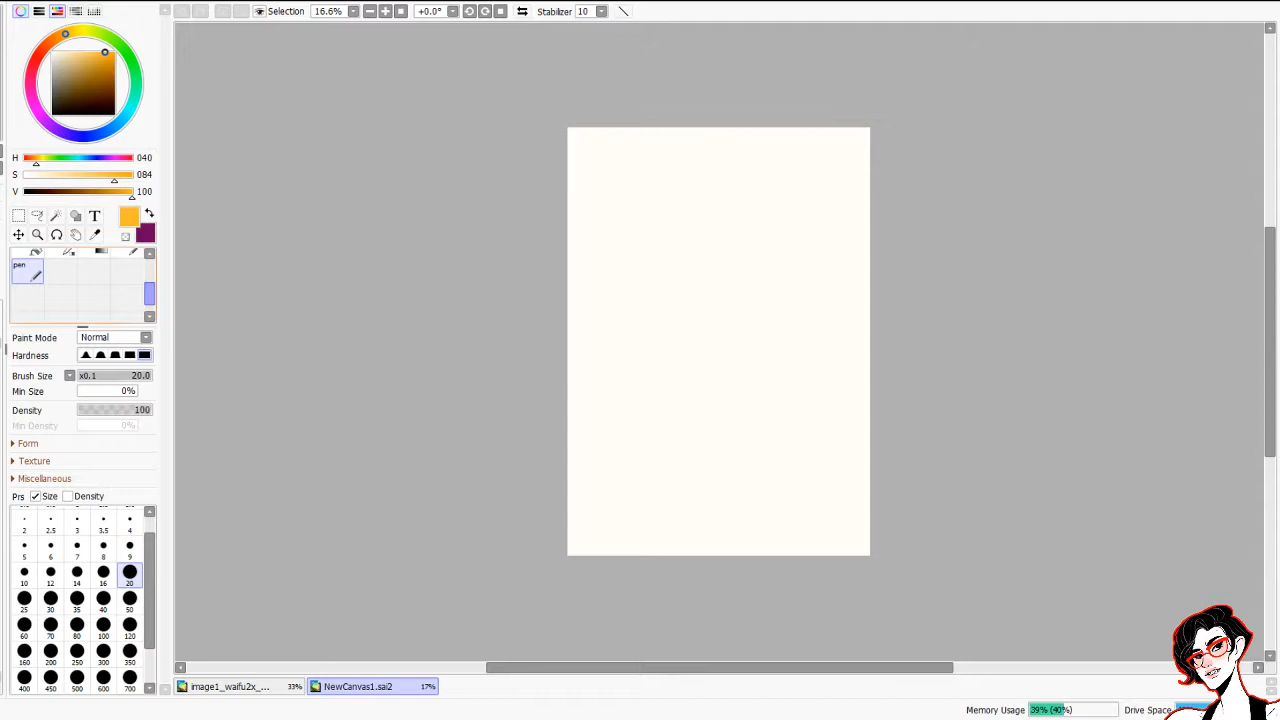 Selection 16.6% +0.0° Stabilizer 10
H 040
S 084
V 100
T
pen
Paint Mode Normal
Hardness
Brush Size x0.1 20.0
Min Size 0%
Density 100
Min Density 0%
Form
Texture
Miscellaneous
Prs Size Density
2 2.5 3 3.5 4
5 6 7 8 9
10 12 14 16 20
25 30 35 40 50
60 70 80 100 120
160 200 250 300 350
400 450 500 600 700
image1_waifu2x_... 33% NewCanvas1.sai2 17%
Memory Usage 39% (40%) Drive Space